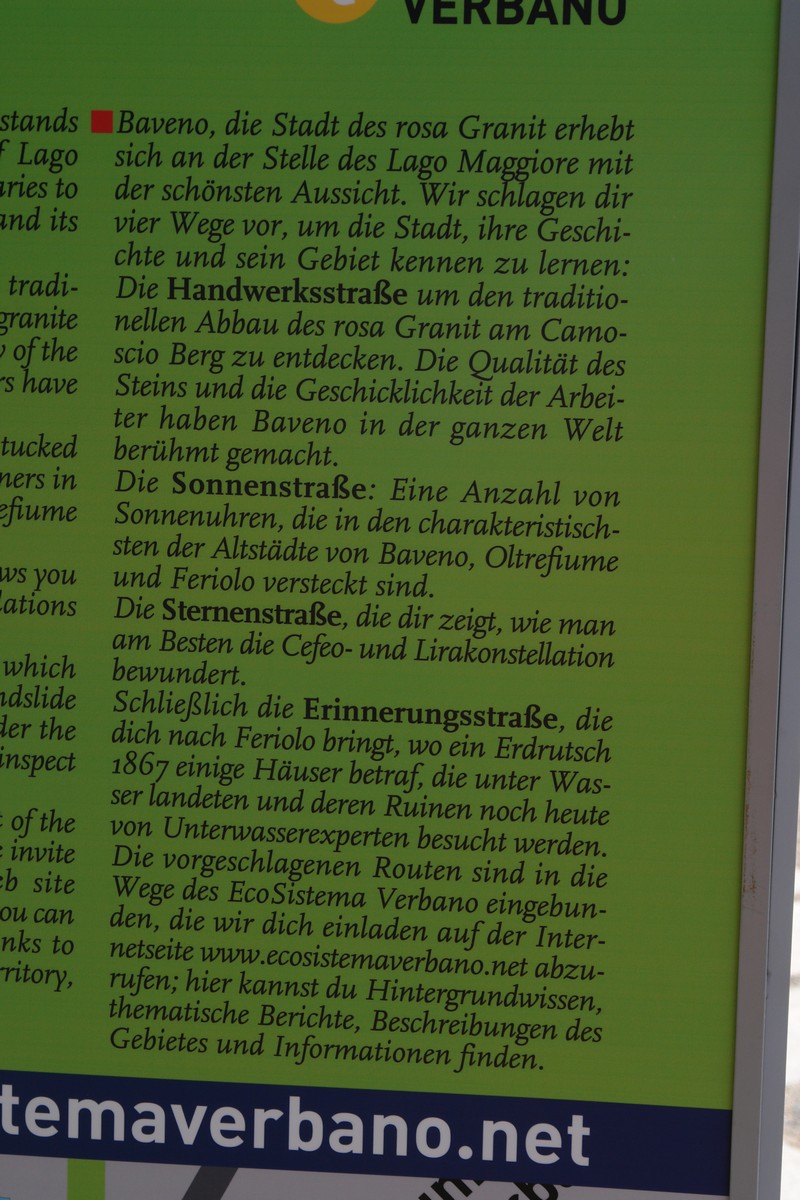 VERBANO
stands
f Lago
aries to
and its
tradi-
granite
y of the
rs have
tucked
ners in
refiume
ws you
lations
which
ndslide
der the
inspect
t of the
invite
eb site
ou can
nks to
rritory,
Baveno, die Stadt des rosa Granit erhebt
sich an der Stelle des Lago Maggiore mit
der schönsten Aussicht. Wir schlagen dir
vier Wege vor, um die Stadt, ihre Geschi-
chte und sein Gebiet kennen zu lernen:
Die Handwerksstraße um den traditio-
nellen Abbau des rosa Granit am Camo-
scio Berg zu entdecken. Die Qualität des
Steins und die Geschicklichkeit der Arbei-
ter haben Baveno in der ganzen Welt
berühmt gemacht.
Die Sonnenstraße: Eine Anzahl von
Sonnenuhren, die in den charakteristisch-
sten der Altstädte von Baveno, Oltrefiume
und Feriolo versteckt sind.
Die Sternenstraße, die dir zeigt, wie man
am Besten die Cefeo- und Lirakonstellation
bewundert.
Schließlich die Erinnerungsstraße, die
dich nach Feriolo bringt, wo ein Erdrutsch
1867 einige Häuser betraf, die unter Was-
ser landeten und deren Ruinen noch heute
von Unterwasserexperten besucht werden.
Die vorgeschlagenen Routen sind in die
Wege des EcoSistema Verbano eingebun-
den, die wir dich einladen auf der Inter-
netseite www.ecosistemaverbano.net abzu-
rufen; hier kannst du Hintergrundwissen,
thematische Berichte, Beschreibungen des
Gebietes und Informationen finden.
temaverbano.net